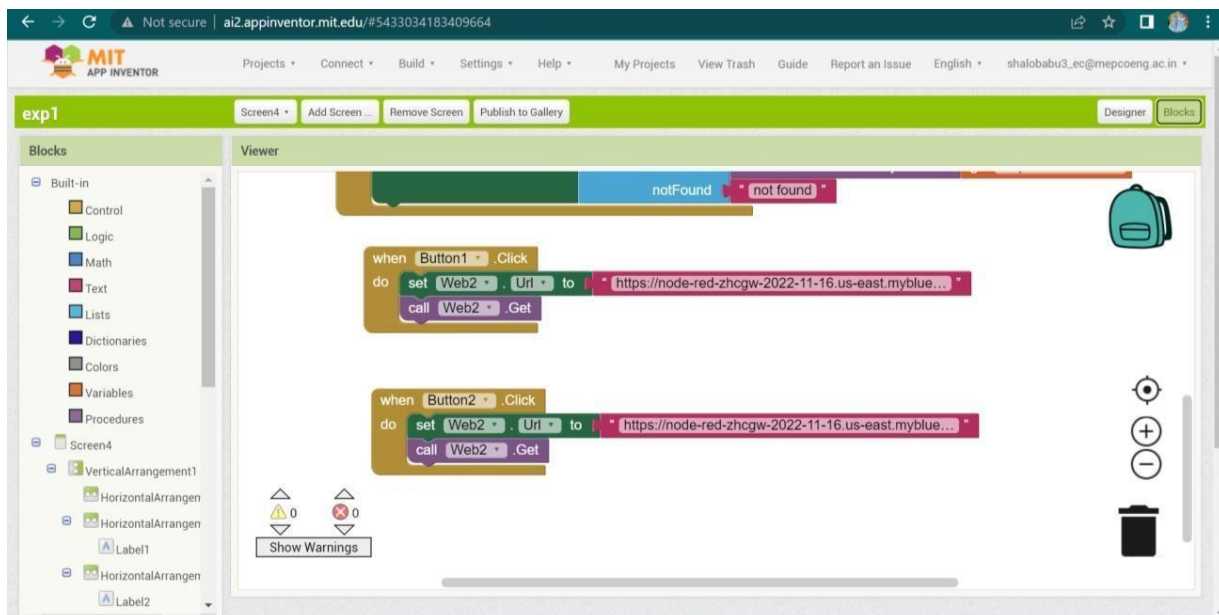 Not secure | ai2.appinventor.mit.edu/#5433034183409664
MIT
APP INVENTOR
Projects Connect Build Settings Help My Projects View Trash Guide Report an Issue English shalobabu3_ec@mepcoeng.ac.in
exp1 Screen4 Add Screen ... Remove Screen Publish to Gallery Designer Blocks
Blocks Viewer
Built-in
Control
Logic
Math
Text
Lists
Dictionaries
Colors
Variables
Procedures
Screen4
VerticalArrangement1
HorizontalArrangem
HorizontalArrangem
Label1
HorizontalArrangem
Label2
notFound " not found "
when Button1 .Click
do set Web2 . Url to " https://node-red-zhcgw-2022-11-16.us-east.myblue... "
call Web2 .Get
when Button2 .Click
do set Web2 . Url to " https://node-red-zhcgw-2022-11-16.us-east.myblue... "
call Web2 .Get
0 0
Show Warnings